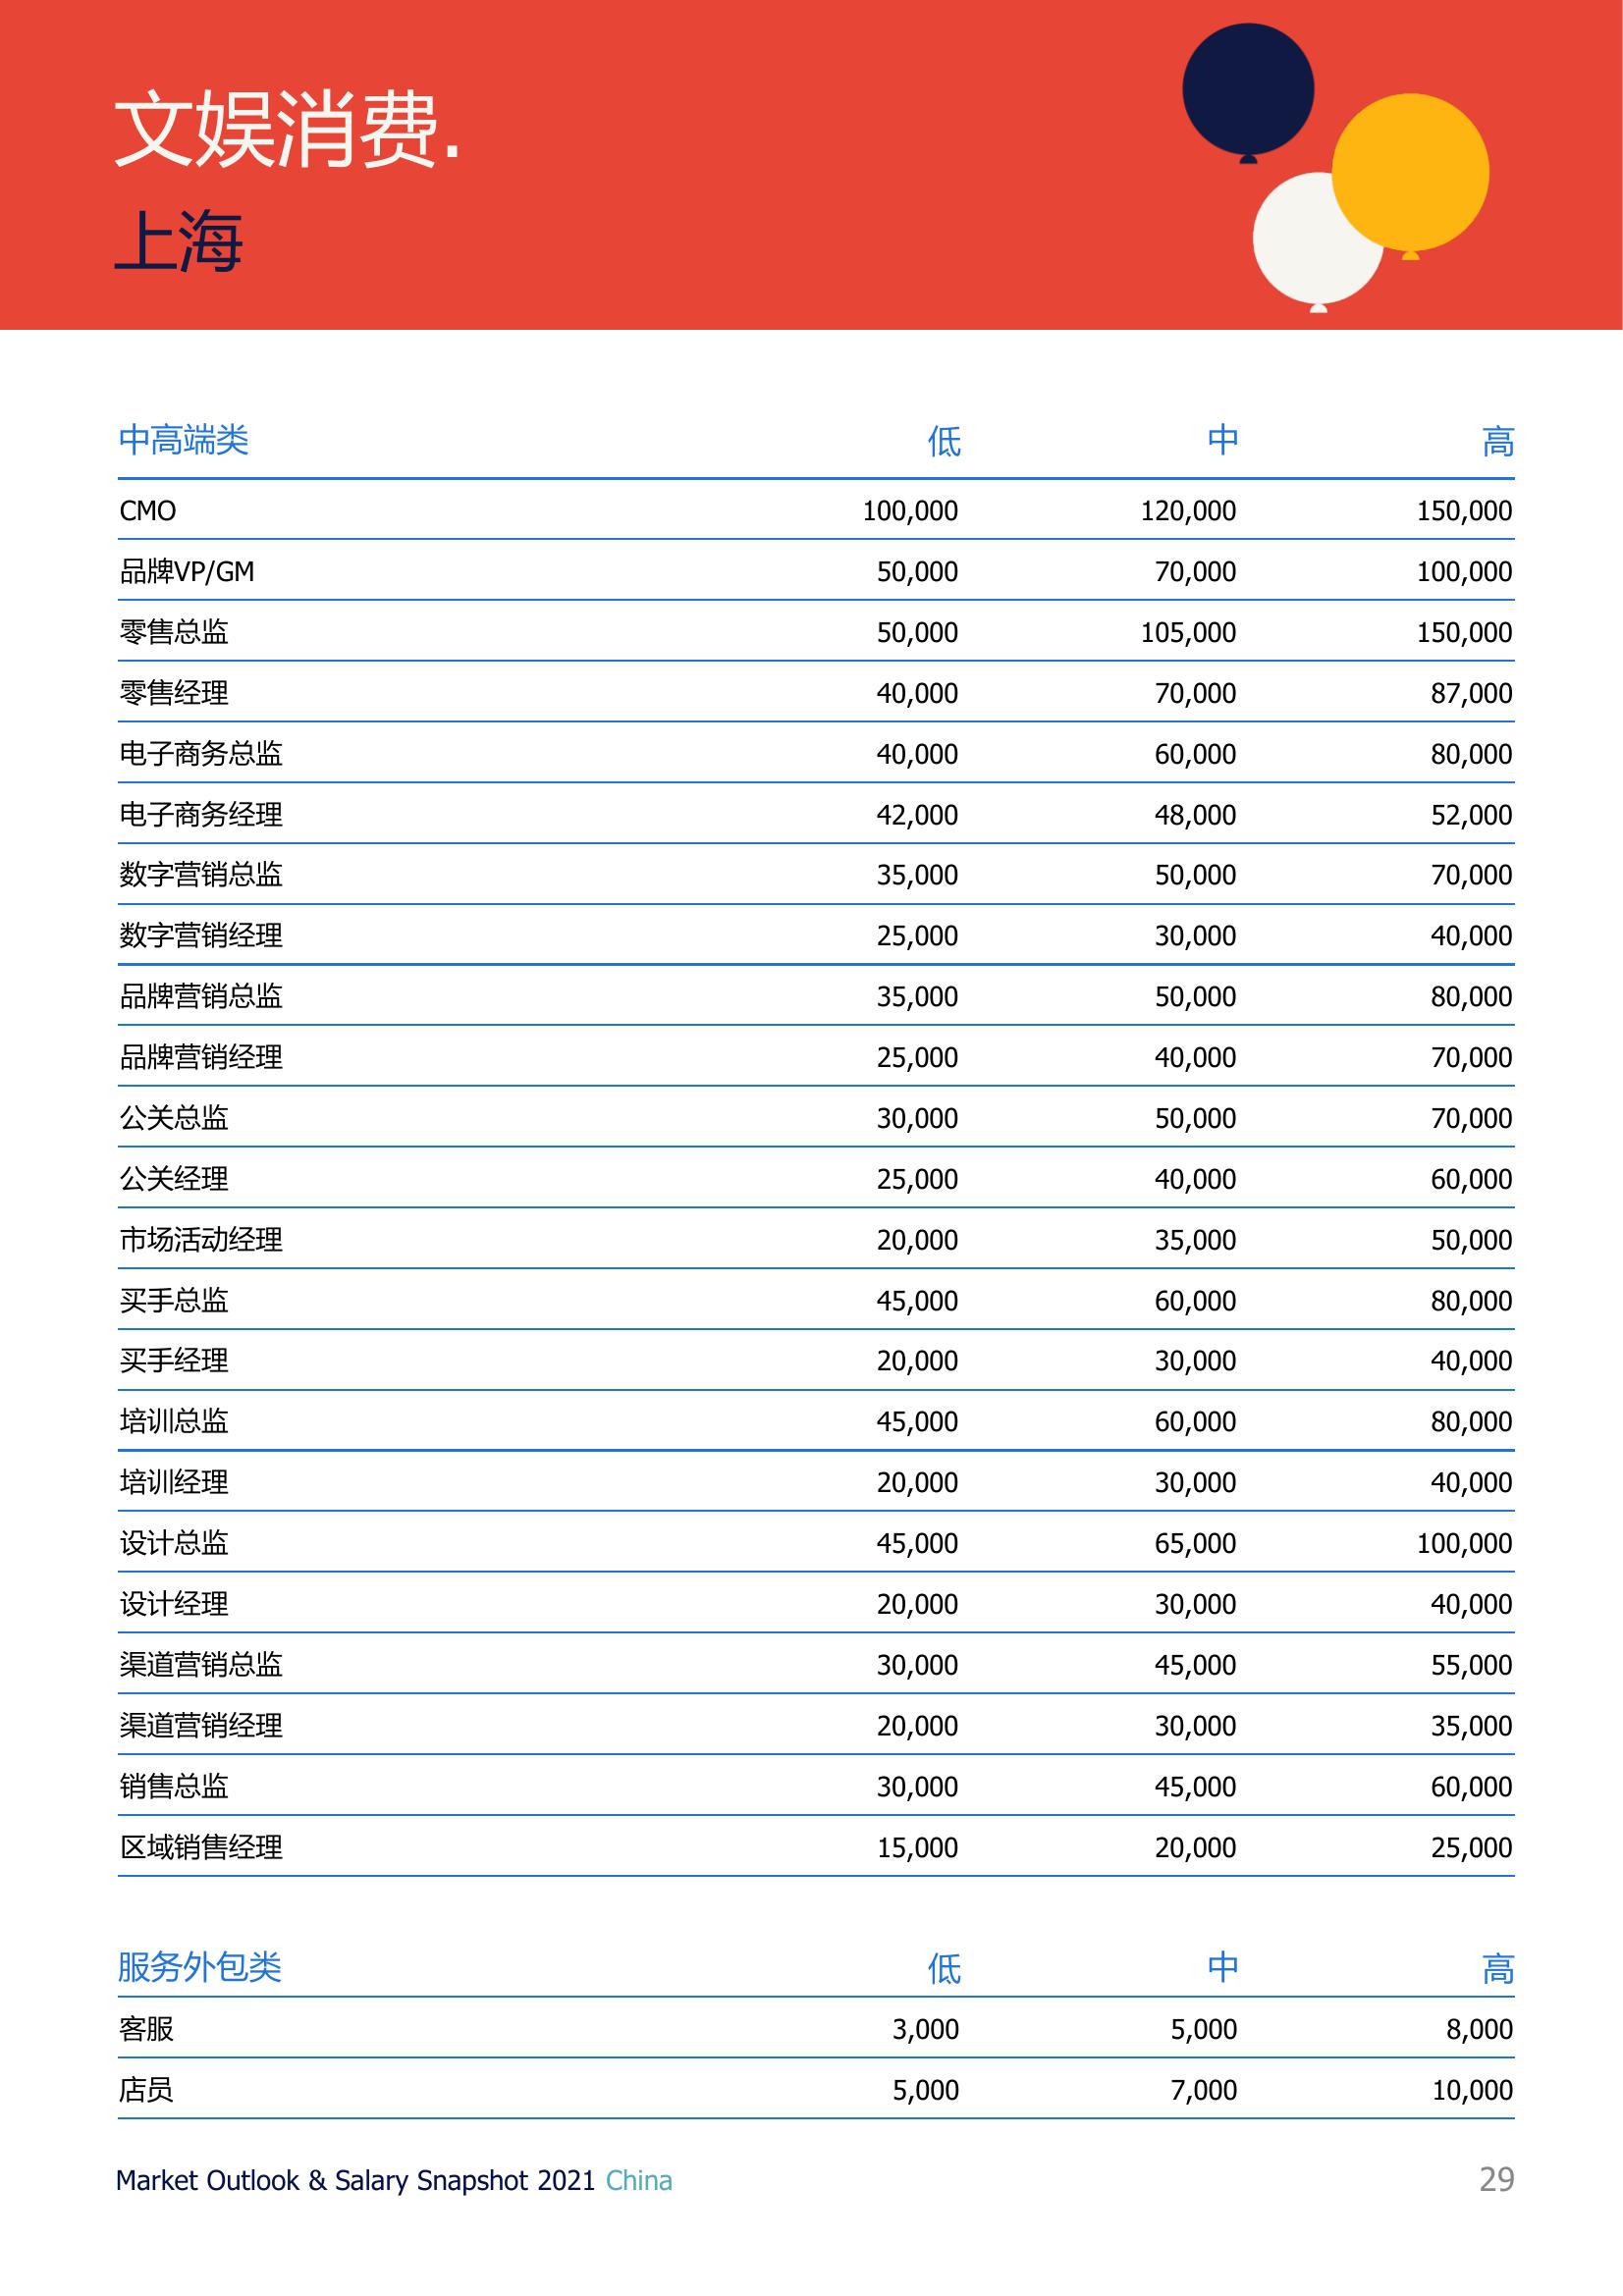 文娱消费.
上海
中高端类 低 中 高
CMO 100,000 120,000 150,000
品牌VP/GM 50,000 70,000 100,000
零售总监 50,000 105,000 150,000
零售经理 40,000 70,000 87,000
电子商务总监 40,000 60,000 80,000
电子商务经理 42,000 48,000 52,000
数字营销总监 35,000 50,000 70,000
数字营销经理 25,000 30,000 40,000
品牌营销总监 35,000 50,000 80,000
品牌营销经理 25,000 40,000 70,000
公关总监 30,000 50,000 70,000
公关经理 25,000 40,000 60,000
市场活动经理 20,000 35,000 50,000
买手总监 45,000 60,000 80,000
买手经理 20,000 30,000 40,000
培训总监 45,000 60,000 80,000
培训经理 20,000 30,000 40,000
设计总监 45,000 65,000 100,000
设计经理 20,000 30,000 40,000
渠道营销总监 30,000 45,000 55,000
渠道营销经理 20,000 30,000 35,000
销售总监 30,000 45,000 60,000
区域销售经理 15,000 20,000 25,000
服务外包类 低 中 高
客服 3,000 5,000 8,000
店员 5,000 7,000 10,000
Market Outlook & Salary Snapshot 2021 China 29